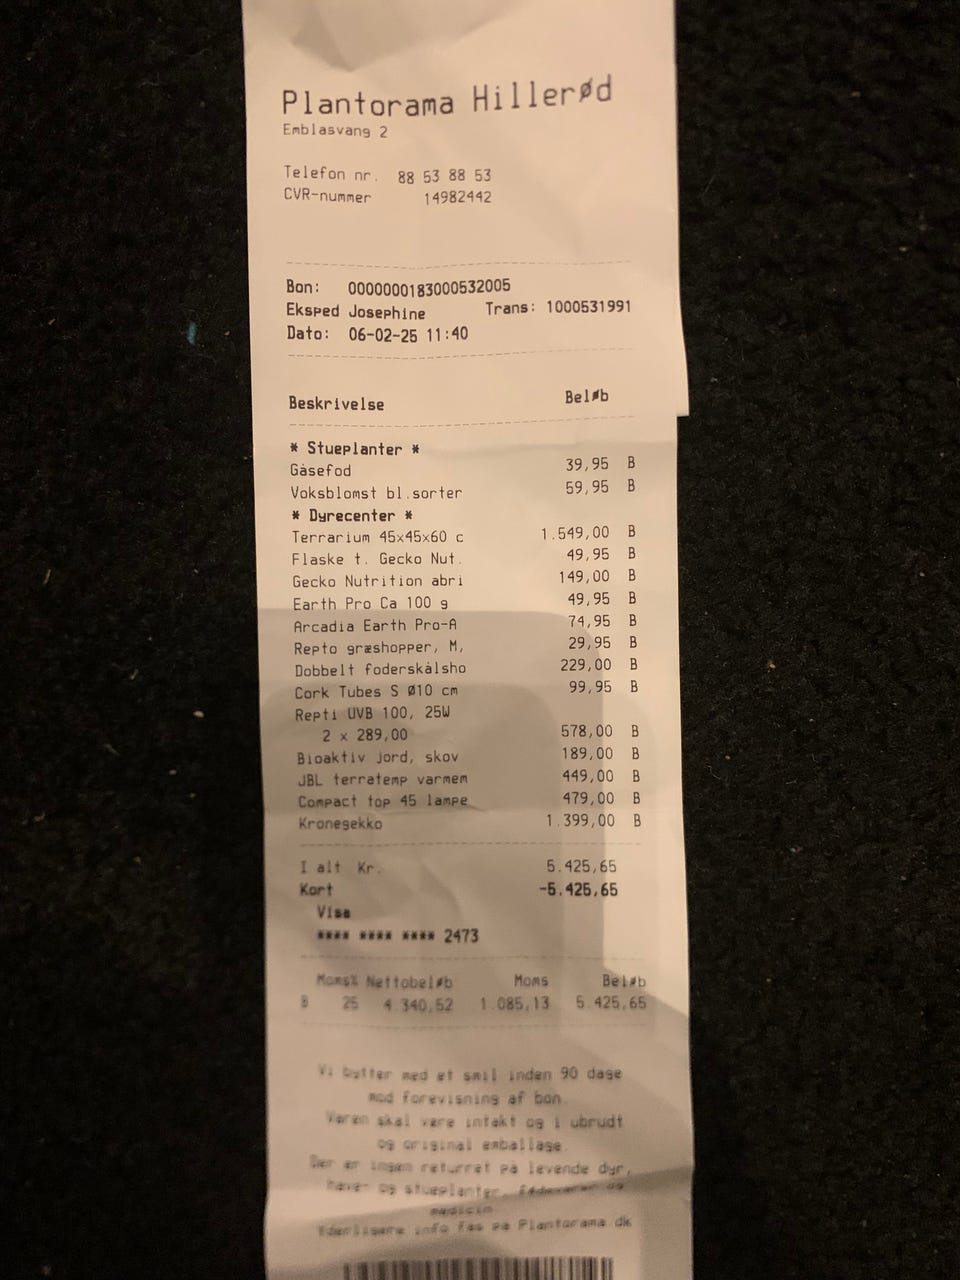 Plantorama Hillerød
Emblasvang 2
Telefon nr. 88 53 88 53
CVR-nummer 14982442
Bon: 0000000183000532005
Eksped Josephine Trans: 1000531991
Dato: 06-02-25 11:40
Beskrivelse Beløb
* Stueplanter *
Gåsefod 39,95 B
Voksblomst bl.sorter 59,95 B
* Dyrecenter *
Terrarium 45x45x60 c 1.549,00 B
Flaske t. Gecko Nut. 49,95 B
Gecko Nutrition abri 149,00 B
Earth Pro Ca 100 g 49,95 B
Arcadia Earth Pro-A 74,95 B
Repto græshopper, M, 29,95 B
Dobbelt foderskålsho 229,00 B
Cork Tubes S Ø10 cm 99,95 B
Repti UVB 100, 25W
2 x 289,00 578,00 B
Bioaktiv jord, skov 189,00 B
JBL terratemp varmem 449,00 B
Compact top 45 lampe 479,00 B
Kronegekko 1.399,00 B
I alt Kr. 5.425,65
Kort -5.425,65
Visa
**** **** **** 2473
Moms% Nettobeløb Moms Beløb
B 25 4.340,52 1.085,13 5.425,65
Vi bytter med et smil inden 90 dage
mod forevisning af bon.
Varen skal være intakt og i ubrudt
og original emballage.
Der er ingen returret på levende dyr,
have- og stueplanter, fødevarer og
medicin
Yderligere info fås på Plantorama.dk